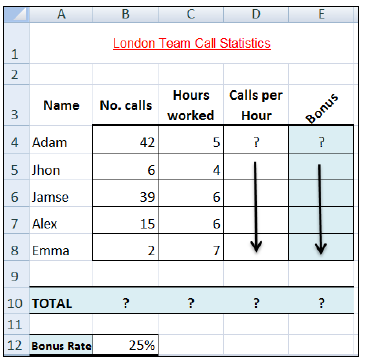 A B C D E
1 London Team Call Statistics
2
3 Name No. calls Hours worked Calls per Hour Bonus
4 Adam 42 5 ? ?
5 Jhon 6 4
6 Jamse 39 6
7 Alex 15 6
8 Emma 2 7
9
10 TOTAL ? ? ? ?
11
12 Bonus Rate 25%